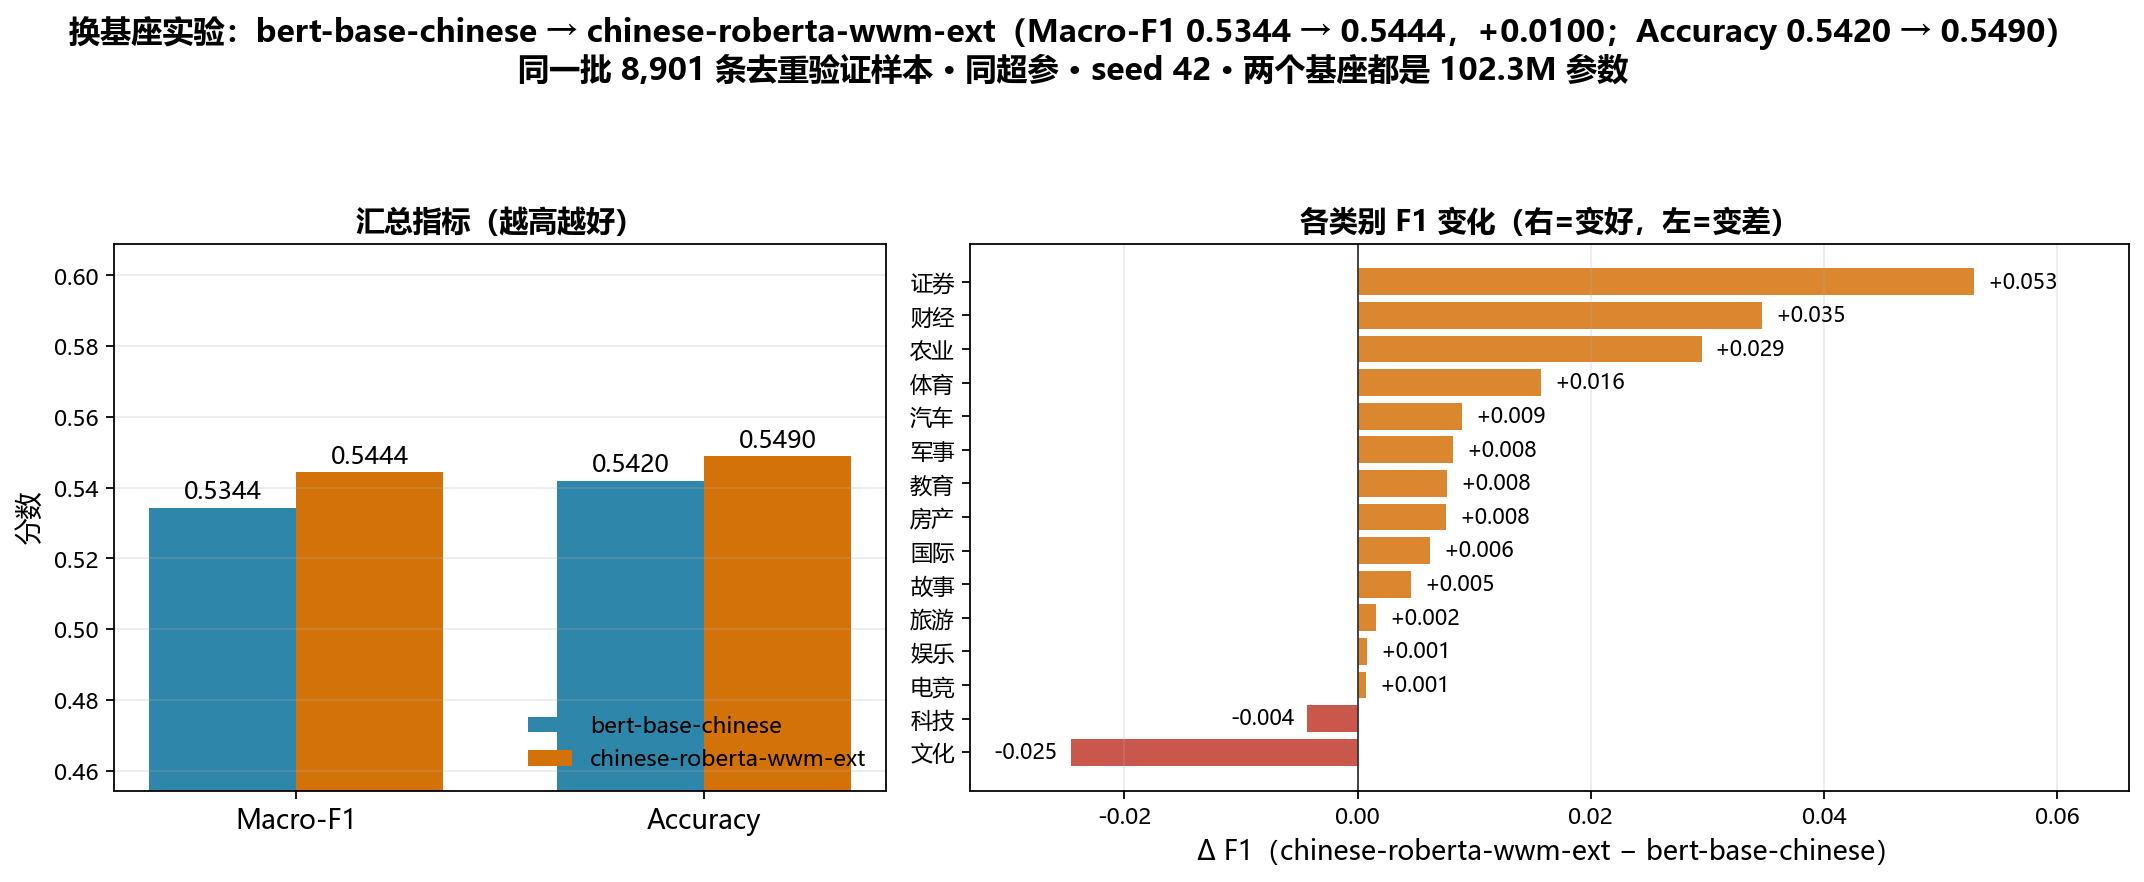 换基座实验：bert-base-chinese → chinese-roberta-wwm-ext（Macro-F1 0.5344 → 0.5444，+0.0100；Accuracy 0.5420 → 0.5490）
同一批 8,901 条去重验证样本 • 同超参 • seed 42 • 两个基座都是 102.3M 参数
汇总指标（越高越好）
分数
0.60
0.58
0.56
0.54
0.52
0.50
0.48
0.46
0.5344
0.5444
0.5420
0.5490
bert-base-chinese
chinese-roberta-wwm-ext
Macro-F1
Accuracy
各类别 F1 变化（右=变好，左=变差）
证券 +0.053
财经 +0.035
农业 +0.029
体育 +0.016
汽车 +0.009
军事 +0.008
教育 +0.008
房产 +0.008
国际 +0.006
故事 +0.005
旅游 +0.002
娱乐 +0.001
电竞 +0.001
科技 -0.004
文化 -0.025
-0.02 0.00 0.02 0.04 0.06
Δ F1（chinese-roberta-wwm-ext − bert-base-chinese）